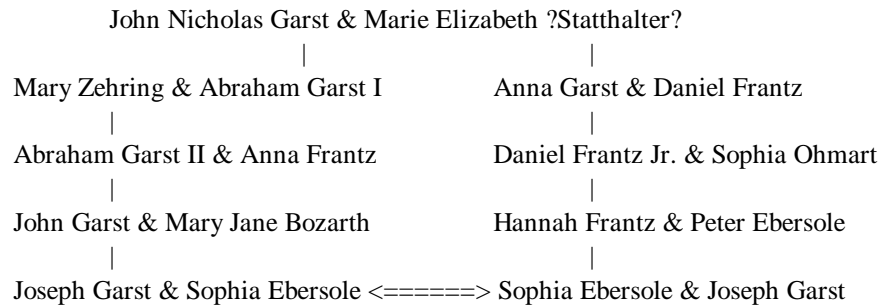 John Nicholas Garst & Marie Elizabeth ?Statthalter?
| |
Mary Zehring & Abraham Garst I Anna Garst & Daniel Frantz
| |
Abraham Garst II & Anna Frantz Daniel Frantz Jr. & Sophia Ohmart
| |
John Garst & Mary Jane Bozarth Hannah Frantz & Peter Ebersole
| |
Joseph Garst & Sophia Ebersole <======> Sophia Ebersole & Joseph Garst